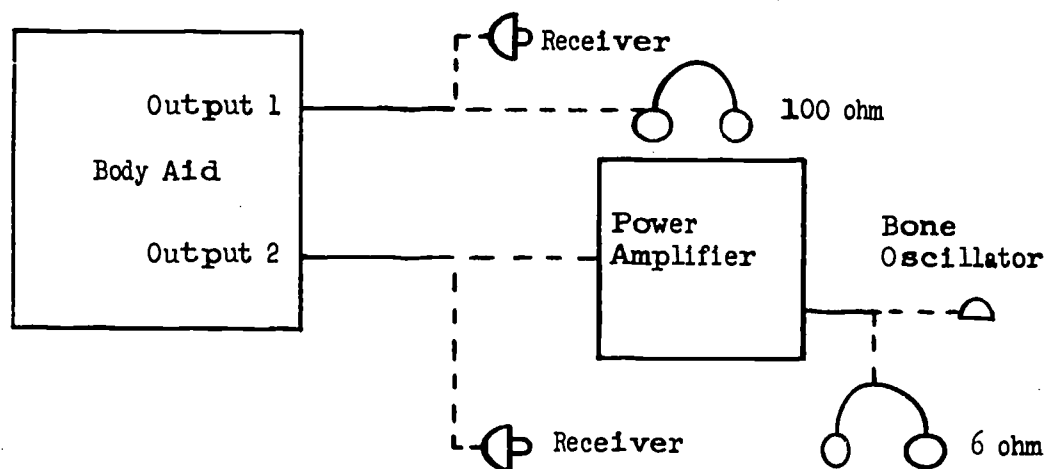 Receiver
Output 1
100 ohm
Body Aid
Output 2
Power
Amplifier
Bone
Oscillator
Receiver
6 ohm